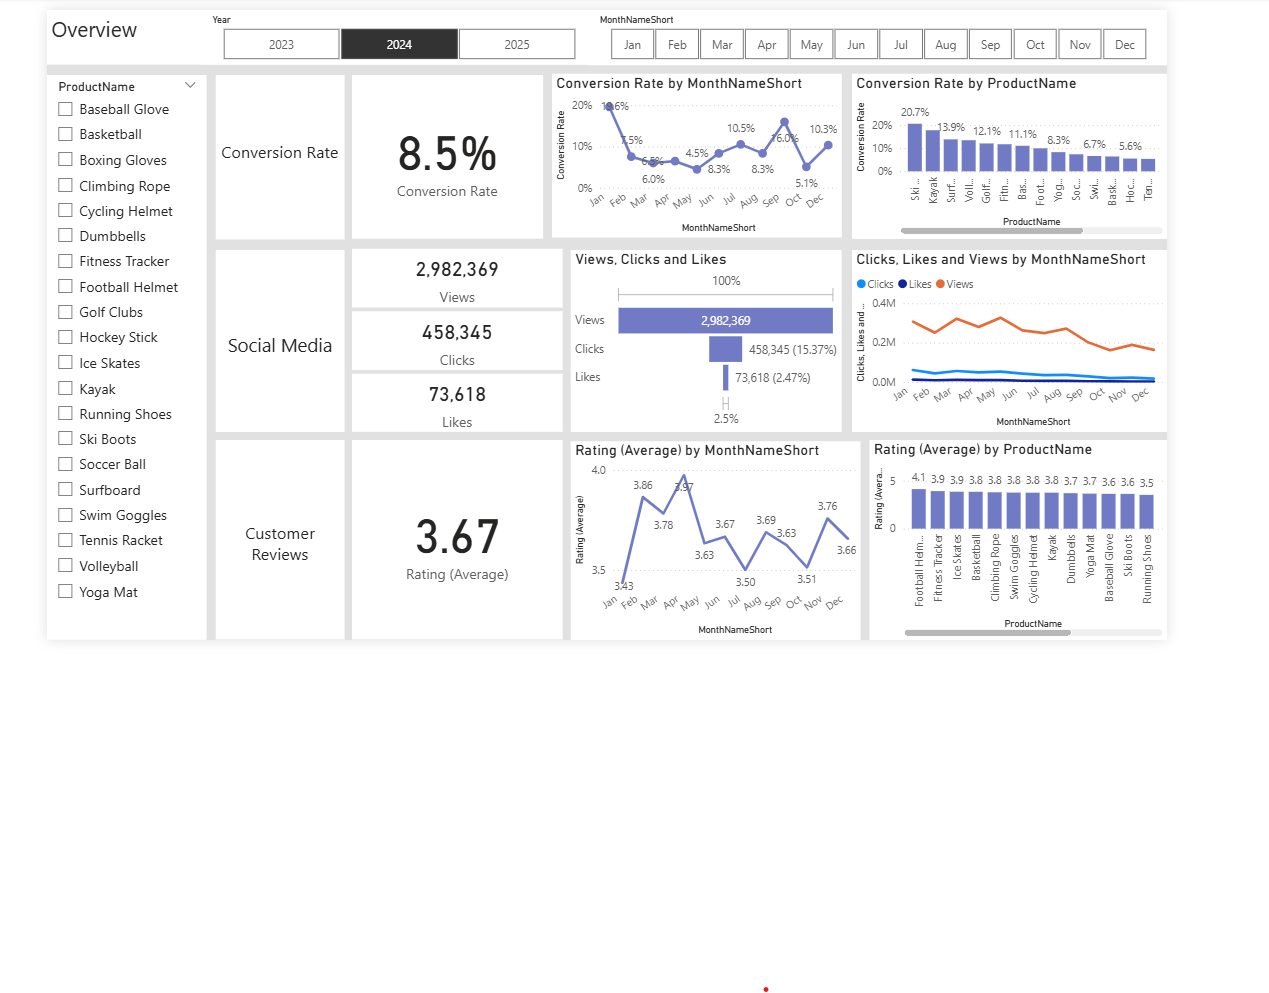 Overview
Year
2023
2024
2025
MonthNameShort
Jan
Feb
Mar
Apr
May
Jun
Jul
Aug
Sep
Oct
Nov
Dec
ProductName
Baseball Glove
Basketball
Boxing Gloves
Climbing Rope
Cycling Helmet
Dumbbells
Fitness Tracker
Football Helmet
Golf Clubs
Hockey Stick
Ice Skates
Kayak
Running Shoes
Ski Boots
Soccer Ball
Surfboard
Swim Goggles
Tennis Racket
Volleyball
Yoga Mat
Conversion Rate
8.5%
Conversion Rate
Conversion Rate by MonthNameShort
Conversion Rate
20%
10%
0%
19.6%
7.5%
6.0%
6.5%
4.5%
8.3%
10.5%
8.3%
16.0%
5.1%
10.3%
Jan
Feb
Mar
Apr
May
Jun
Jul
Aug
Sep
Oct
Dec
MonthNameShort
Conversion Rate by ProductName
Conversion Rate
20%
10%
0%
20.7%
13.9%
12.1%
11.1%
8.3%
6.7%
5.6%
Ski ...
Kayak
Surf...
Voll...
Golf...
Fitn...
Bas...
Foot...
Yog...
Soc...
Swi...
Bask...
Hoc...
Ten...
ProductName
Social Media
2,982,369
Views
458,345
Clicks
73,618
Likes
Views, Clicks and Likes
100%
Views
2,982,369
Clicks
458,345 (15.37%)
Likes
73,618 (2.47%)
2.5%
Clicks, Likes and Views by MonthNameShort
Clicks
Likes
Views
Clicks, Likes and ...
0.4M
0.2M
0.0M
Jan
Feb
Mar
Apr
May
Jun
Jul
Aug
Sep
Oct
Nov
Dec
MonthNameShort
Customer
Reviews
3.67
Rating (Average)
Rating (Average) by MonthNameShort
Rating (Average)
4.0
3.5
3.43
3.86
3.78
3.97
3.63
3.67
3.50
3.69
3.63
3.51
3.76
3.66
Jan
Feb
Mar
Apr
May
Jun
Jul
Aug
Sep
Oct
Nov
Dec
MonthNameShort
Rating (Average) by ProductName
Rating (Avera...
5
0
4.1
3.9
3.9
3.8
3.8
3.8
3.8
3.8
3.7
3.7
3.6
3.6
3.5
Football Helm...
Fitness Tracker
Ice Skates
Basketball
Climbing Rope
Swim Goggles
Cycling Helmet
Kayak
Dumbbells
Yoga Mat
Baseball Glove
Ski Boots
Running Shoes
ProductName